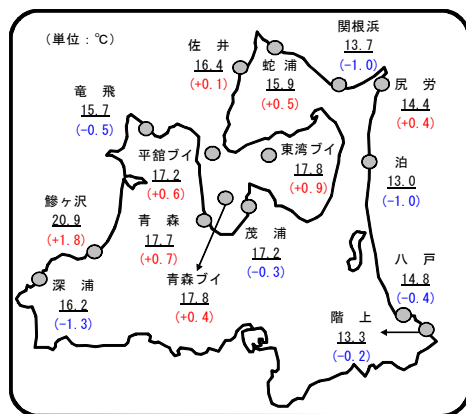 (単位:℃)
佐 井
16.4
(+0.1)
蛇 浦
15.9
(+0.5)
関根浜
13.7
(-1.0)
尻 労
14.4
(+0.4)
竜 飛
15.7
(-0.5)
平舘ブイ
17.2
(+0.6)
東湾ブイ
17.8
(+0.9)
泊
13.0
(-1.0)
鰺ヶ沢
20.9
(+1.8)
青 森
17.7
(+0.7)
茂 浦
17.2
(-0.3)
青森ブイ
17.8
(+0.4)
八 戸
14.8
(-0.4)
深 浦
16.2
(-1.3)
階 上
13.3
(-0.2)